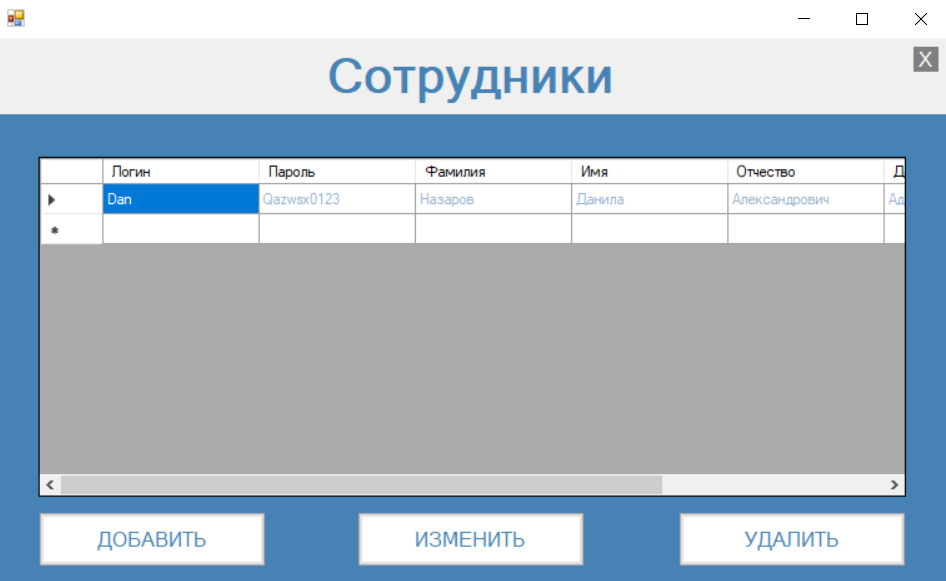 Сотрудники
X
Логин Пароль Фамилия Имя Отчество
Dan Qazwsx0123 Назаров Данила Александрович
ДОБАВИТЬ ИЗМЕНИТЬ УДАЛИТЬ